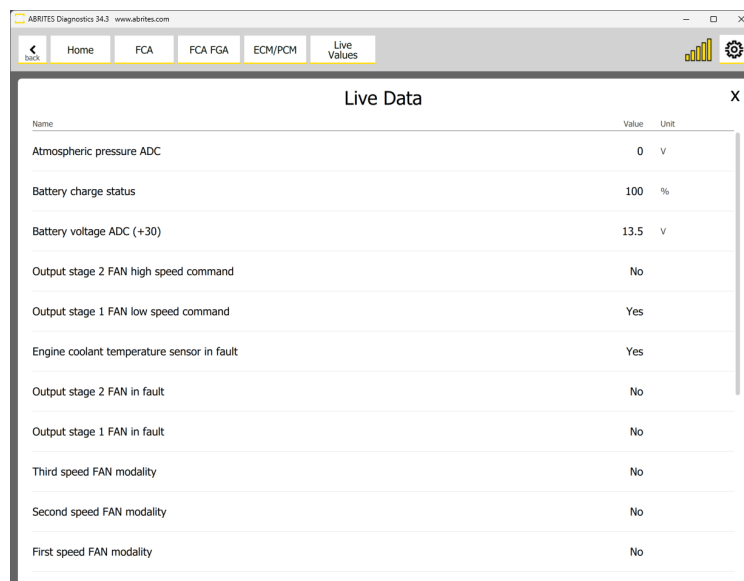 ABRITES Diagnostics 34.3 www.abrites.com
back
Home
FCA
FCA FGA
ECM/PCM
Live
Values
Live Data
X
Name Value Unit
Atmospheric pressure ADC 0 V
Battery charge status 100 %
Battery voltage ADC (+30) 13.5 V
Output stage 2 FAN high speed command No
Output stage 1 FAN low speed command Yes
Engine coolant temperature sensor in fault Yes
Output stage 2 FAN in fault No
Output stage 1 FAN in fault No
Third speed FAN modality No
Second speed FAN modality No
First speed FAN modality No